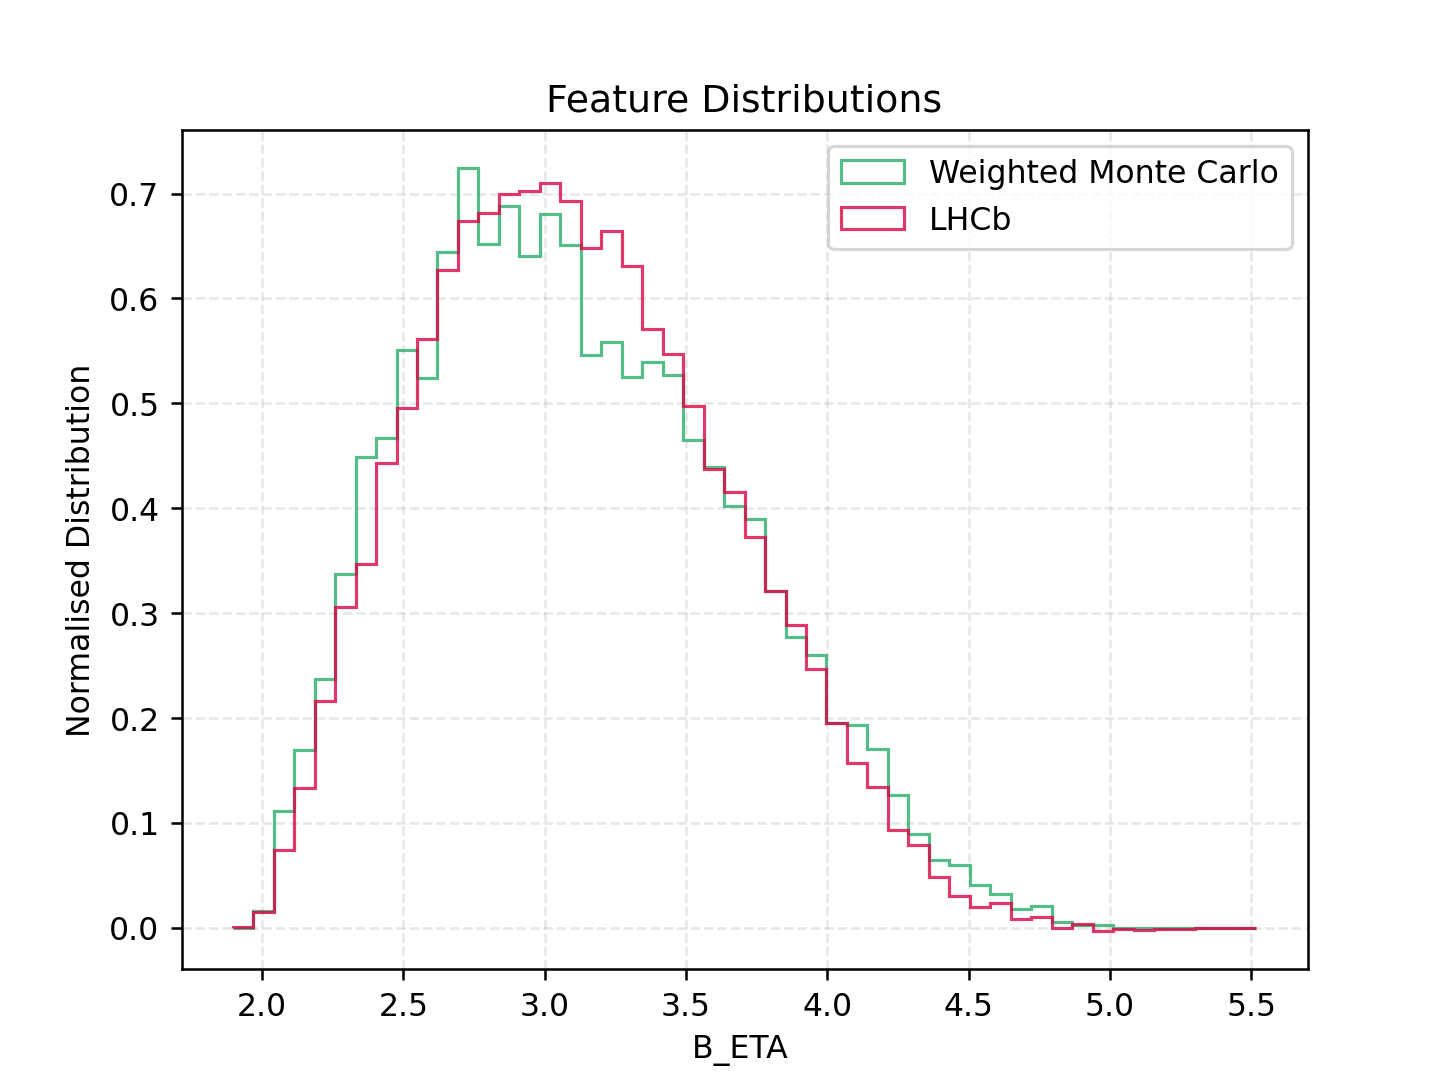 Feature Distributions
Weighted Monte Carlo
LHCb
Normalised Distribution
0.7
0.6
0.5
0.4
0.3
0.2
0.1
0.0
2.0 2.5 3.0 3.5 4.0 4.5 5.0 5.5
B_ETA